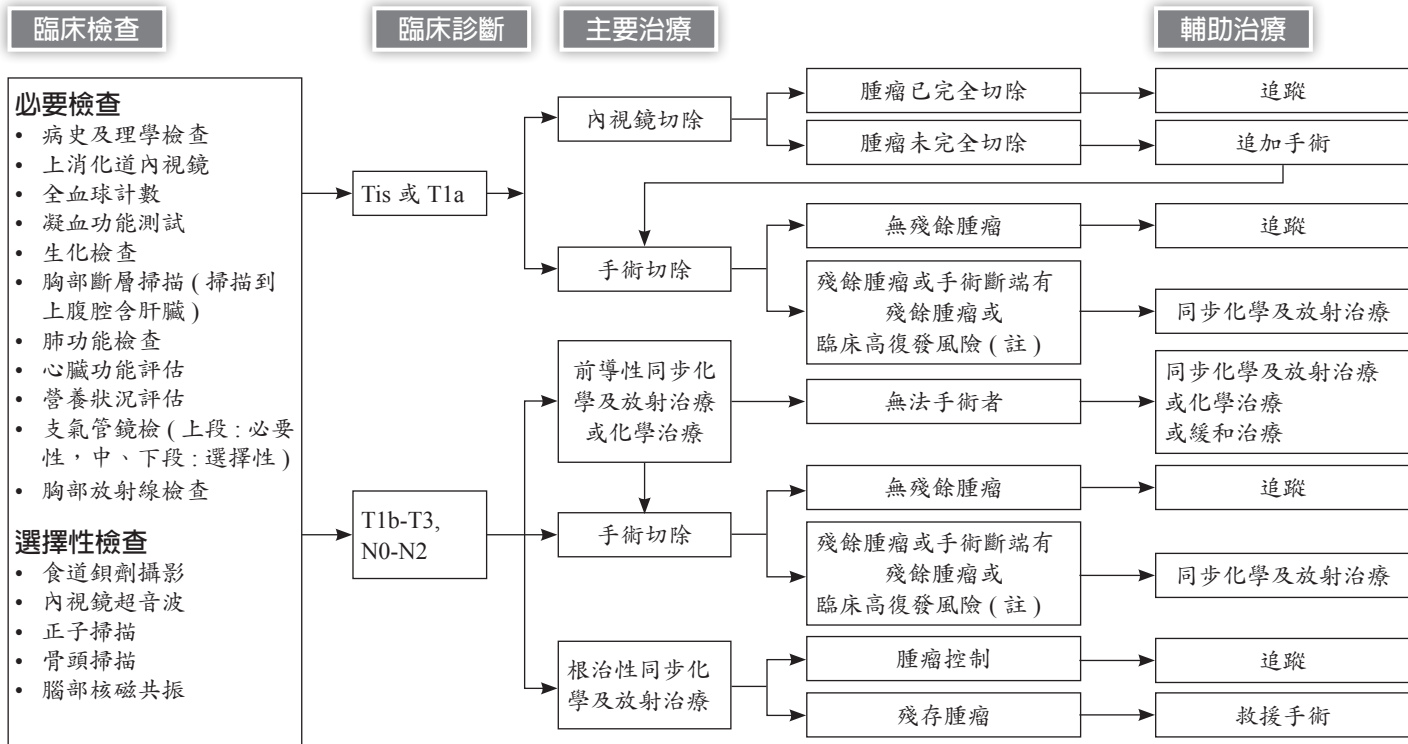 臨床檢查
臨床診斷
主要治療
輔助治療
必要檢查
• 病史及理學檢查
• 上消化道內視鏡
• 全血球計數
• 凝血功能測試
• 生化檢查
• 胸部斷層掃描 ( 掃描到
上腹腔含肝臟 )
• 肺功能檢查
• 心臟功能評估
• 營養狀況評估
• 支氣管鏡檢 ( 上段 : 必要
性，中、下段 : 選擇性 )
• 胸部放射線檢查
選擇性檢查
• 食道鋇劑攝影
• 內視鏡超音波
• 正子掃描
• 骨頭掃描
• 腦部核磁共振
Tis 或 T1a
內視鏡切除
腫瘤已完全切除
追蹤
腫瘤未完全切除
追加手術
手術切除
無殘餘腫瘤
追蹤
殘餘腫瘤或手術斷端有
殘餘腫瘤或
臨床高復發風險 ( 註 )
同步化學及放射治療
T1b-T3,
N0-N2
前導性同步化
學及放射治療
或化學治療
無法手術者
同步化學及放射治療
或化學治療
或緩和治療
手術切除
無殘餘腫瘤
追蹤
殘餘腫瘤或手術斷端有
殘餘腫瘤或
臨床高復發風險 ( 註 )
同步化學及放射治療
根治性同步化
學及放射治療
腫瘤控制
追蹤
殘存腫瘤
救援手術